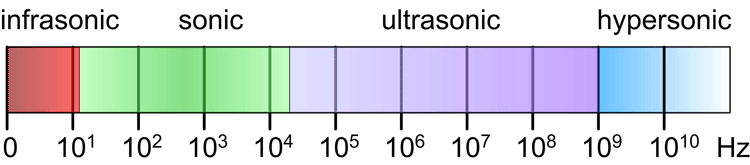 infrasonic sonic ultrasonic hypersonic
0 10¹ 10² 10³ 10⁴ 10⁵ 10⁶ 10⁷ 10⁸ 10⁹ 10¹⁰ Hz